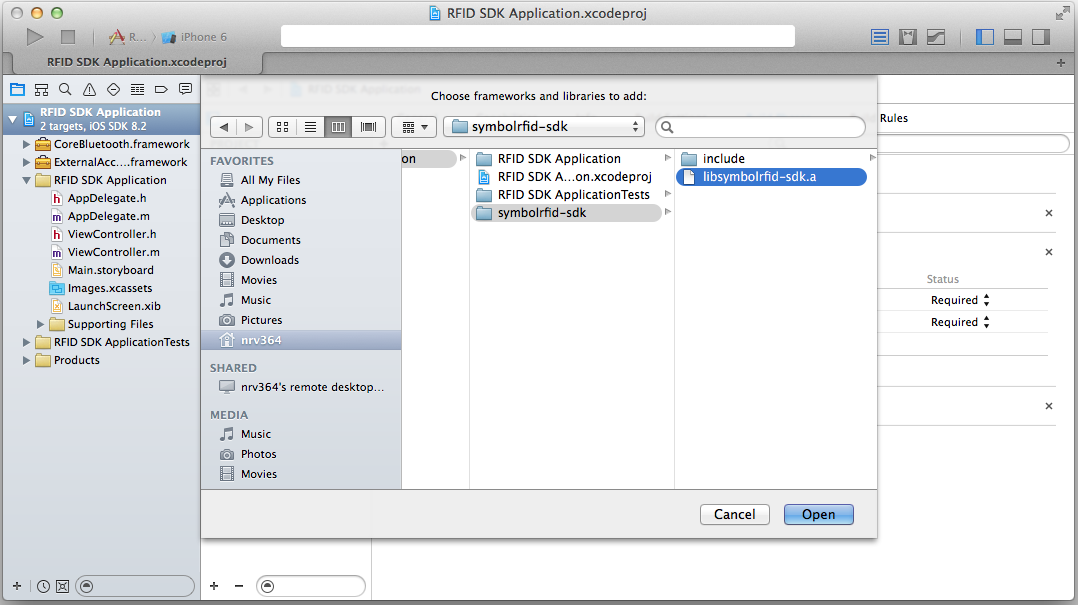 RFID SDK Application.xcodeproj
R... iPhone 6
RFID SDK Application.xcodeproj
RFID SDK Application
2 targets, iOS SDK 8.2
CoreBluetooth.framework
ExternalAcc....framework
RFID SDK Application
AppDelegate.h
AppDelegate.m
ViewController.h
ViewController.m
Main.storyboard
Images.xcassets
LaunchScreen.xib
Supporting Files
RFID SDK ApplicationTests
Products
RFID SDK Application
Choose frameworks and libraries to add:
symbolrfid-sdk
FAVORITES
All My Files
Applications
Desktop
Documents
Downloads
Movies
Music
Pictures
nrv364
SHARED
nrv364's remote desktop...
MEDIA
Music
Photos
Movies
on
RFID SDK Application
RFID SDK A...on.xcodeproj
RFID SDK ApplicationTests
symbolrfid-sdk
include
libsymbolrfid-sdk.a
Cancel
Open
Rules
Status
Required
Required